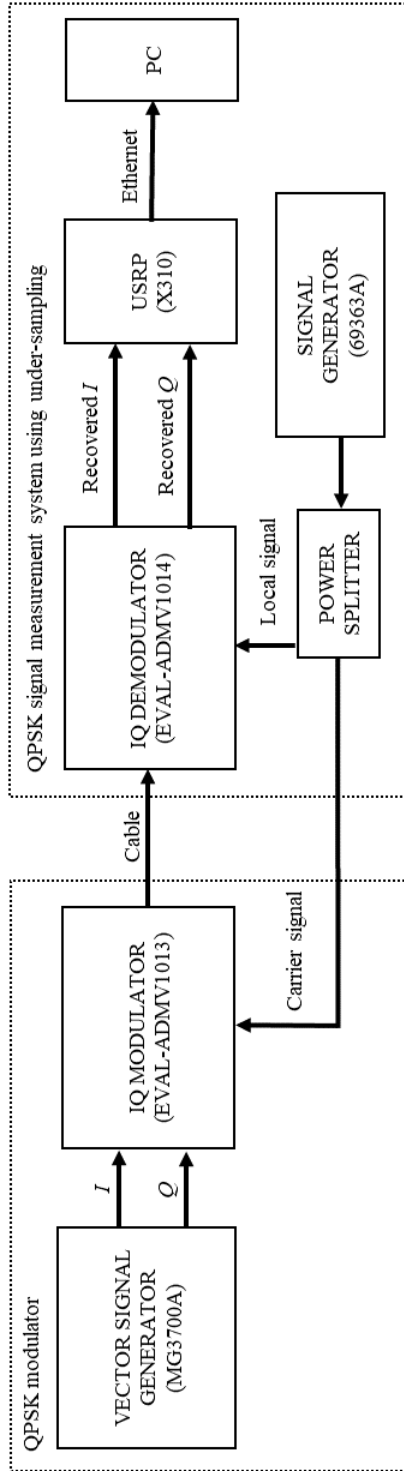 QPSK modulator
VECTOR SIGNAL
GENERATOR
(MG3700A)
I
Q
IQ MODULATOR
(EVAL-ADMV1013)
Carrier signal
Cable
QPSK signal measurement system using under-sampling
IQ DEMODULATOR
(EVAL-ADMV1014)
Local signal
POWER
SPLITTER
Recovered I
Recovered Q
USRP
(X310)
SIGNAL
GENERATOR
(69363A)
Ethernet
PC